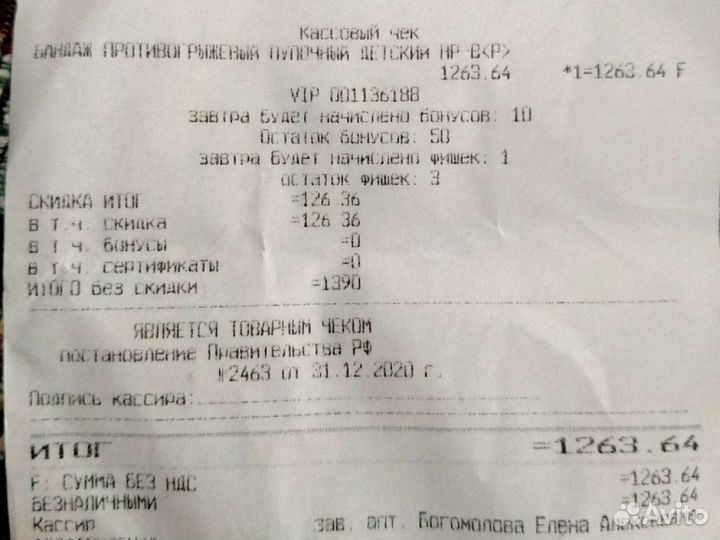 Кассовый чек
БАНДАЖ ПРОТИВОГРЫЖЕВЫЙ ПУПОЧНЫЙ ДЕТСКИЙ НР-В<Р>
1263.64 *1=1263.64 F
VIP 001136188
завтра будет начислено бонусов: 10
Остаток бонусов: 50
завтра будет начислено фишек: 1
остаток фишек: 3
СКИДКА ИТОГ =126.36
в т.ч. скидка =126.36
в т.ч. бонусы =0
в т.ч. сертификаты =0
ИТОГО без скидки =1390
ЯВЛЯЕТСЯ ТОВАРНЫМ ЧЕКОМ
постановление Правительства РФ
№2463 от 31.12.2020 г.
Подпись кассира:
ИТОГ =1263.64
F: СУММА БЕЗ НДС =1263.64
БЕЗНАЛИЧНЫМИ =1263.64
Кассир зав. опт. Богомолова Елена
Avito